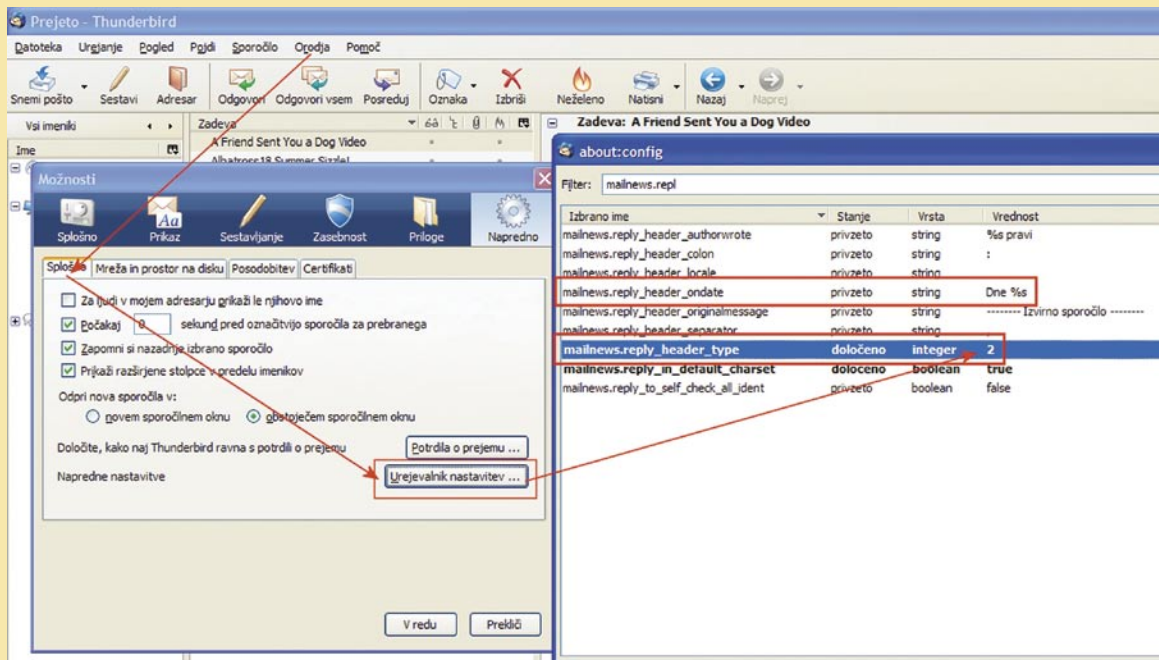 Prejeto - Thunderbird
Datoteka Urejanje Pogled Pojdi Sporočilo Orodja Pomoč
Snemi pošto Sestavi Adresar Odgovori Odgovori vsem Posreduj Oznaka Izbriši Neželeno Natisni Nazaj Naprej
Vsi imeniki
Ime
Zadeva
A Friend Sent You a Dog Video
Albatross18 Summer Sizzle!
Zadeva: A Friend Sent You a Dog Video
Možnosti
Splošno Prikaz Sestavljanje Zasebnost Priloge Napredno
Splošno Mreža in prostor na disku Posodobitev Certifikati
Za ljudi v mojem adresarju prikaži le njihovo ime
Počakaj 0 sekund pred označitvijo sporočila za prebranega
Zapomni si nazadnje izbrano sporočilo
Prikaži razširjene stolpce v predelu imenikov
Odpri nova sporočila v:
novem sporočilnem oknu obstoječem sporočilnem oknu
Določite, kako naj Thunderbird ravna s potrdili o prejemu Potrdila o prejemu ...
Napredne nastavitve Urejevalnik nastavitev ...
V redu Prekliči
about:config
Filter: mailnews.repl
Izbrano ime Stanje Vrsta Vrednost
mailnews.reply_header_authorwrote privzeto string %s pravi
mailnews.reply_header_colon privzeto string :
mailnews.reply_header_locale privzeto string
mailnews.reply_header_ondate privzeto string Dne %s
mailnews.reply_header_originalmessage privzeto string -------- Izvirno sporočilo --------
mailnews.reply_header_separator privzeto string ,
mailnews.reply_header_type določeno integer 2
mailnews.reply_in_default_charset določeno boolean true
mailnews.reply_to_self_check_all_ident privzeto boolean false